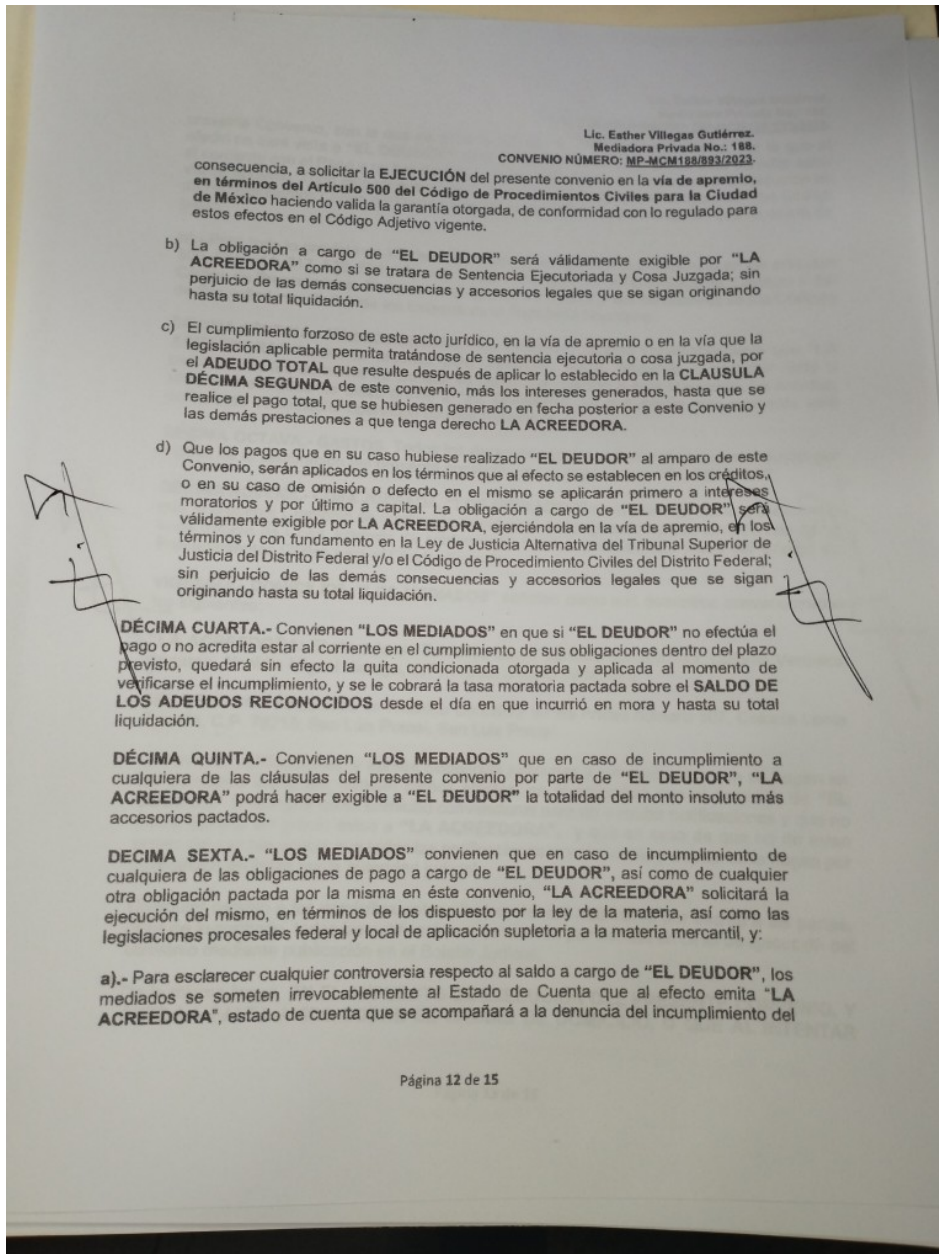 Lic. Esther Villegas Gutiérrez.
Mediadora Privada No.: 188.
CONVENIO NÚMERO: MP-MCM188/893/2023.
consecuencia, a solicitar la EJECUCIÓN del presente convenio en la vía de apremio,
en términos del Articulo 500 del Código de Procedimientos Civiles para la Ciudad
de México haciendo valida la garantía otorgada, de conformidad con lo regulado para
estos efectos en el Código Adjetivo vigente.
b) La obligación a cargo de “EL DEUDOR” será válidamente exigible por “LA
ACREEDORA” como si se tratara de Sentencia Ejecutoriada y Cosa Juzgada; sin
perjuicio de las demás consecuencias y accesorios legales que se sigan originando
hasta su total liquidación.
c) El cumplimiento forzoso de este acto jurídico, en la vía de apremio o en la vía que la
legislación aplicable permita tratándose de sentencia ejecutoria o cosa juzgada, por
el ADEUDO TOTAL que resulte después de aplicar lo establecido en la CLAUSULA
DÉCIMA SEGUNDA de este convenio, más los intereses generados, hasta que se
realice el pago total, que se hubiesen generado en fecha posterior a este Convenio y
las demás prestaciones a que tenga derecho LA ACREEDORA.
d) Que los pagos que en su caso hubiese realizado “EL DEUDOR” al amparo de este
Convenio, serán aplicados en los términos que al efecto se establecen en los créditos,
o en su caso de omisión o defecto en el mismo se aplicarán primero a intereses
moratorios y por último a capital. La obligación a cargo de “EL DEUDOR” será
válidamente exigible por LA ACREEDORA, ejerciéndola en la vía de apremio, en los
términos y con fundamento en la Ley de Justicia Alternativa del Tribunal Superior de
Justicia del Distrito Federal y/o el Código de Procedimiento Civiles del Distrito Federal;
sin perjuicio de las demás consecuencias y accesorios legales que se sigan
originando hasta su total liquidación.
DÉCIMA CUARTA.- Convienen “LOS MEDIADOS” en que si “EL DEUDOR” no efectúa el
pago o no acredita estar al corriente en el cumplimiento de sus obligaciones dentro del plazo
previsto, quedará sin efecto la quita condicionada otorgada y aplicada al momento de
verificarse el incumplimiento, y se le cobrará la tasa moratoria pactada sobre el SALDO DE
LOS ADEUDOS RECONOCIDOS desde el día en que incurrió en mora y hasta su total
liquidación.
DÉCIMA QUINTA.- Convienen “LOS MEDIADOS” que en caso de incumplimiento a
cualquiera de las cláusulas del presente convenio por parte de “EL DEUDOR”, “LA
ACREEDORA” podrá hacer exigible a “EL DEUDOR” la totalidad del monto insoluto más
accesorios pactados.
DECIMA SEXTA.- “LOS MEDIADOS” convienen que en caso de incumplimiento de
cualquiera de las obligaciones de pago a cargo de “EL DEUDOR”, así como de cualquier
otra obligación pactada por la misma en éste convenio, “LA ACREEDORA” solicitará la
ejecución del mismo, en términos de los dispuesto por la ley de la materia, así como las
legislaciones procesales federal y local de aplicación supletoria a la materia mercantil, y:
a).- Para esclarecer cualquier controversia respecto al saldo a cargo de “EL DEUDOR”, los
mediados se someten irrevocablemente al Estado de Cuenta que al efecto emita “LA
ACREEDORA”, estado de cuenta que se acompañará a la denuncia del incumplimiento del
Página 12 de 15